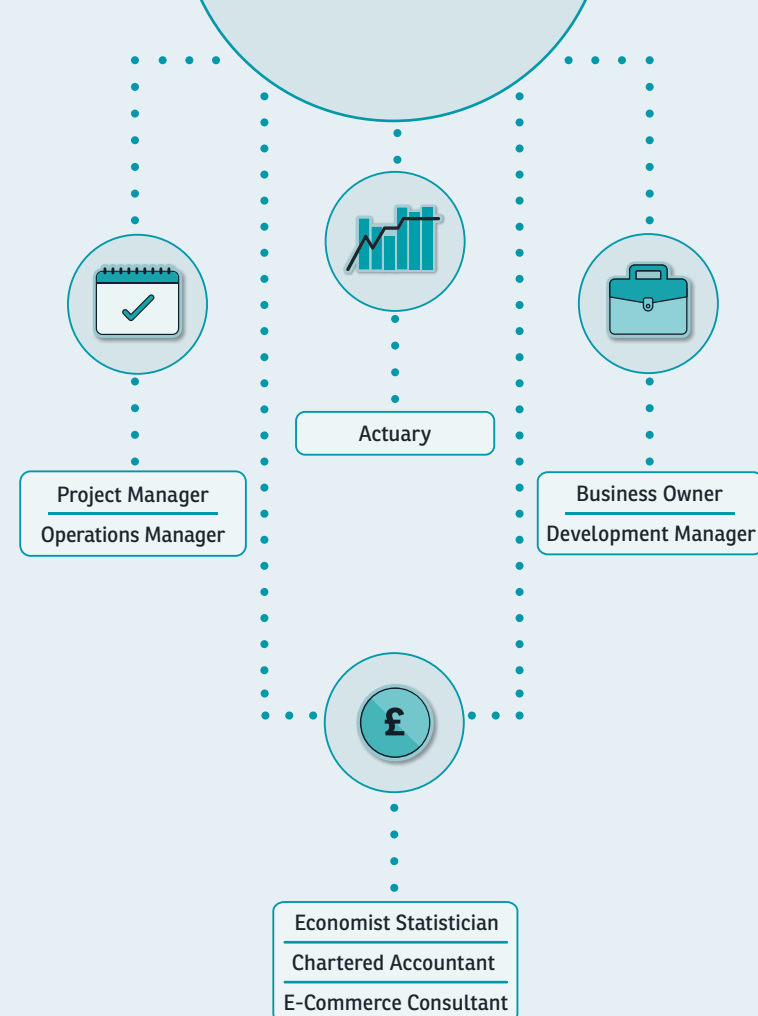 Actuary
Project Manager
Operations Manager
Business Owner
Development Manager
£
Economist Statistician
Chartered Accountant
E-Commerce Consultant